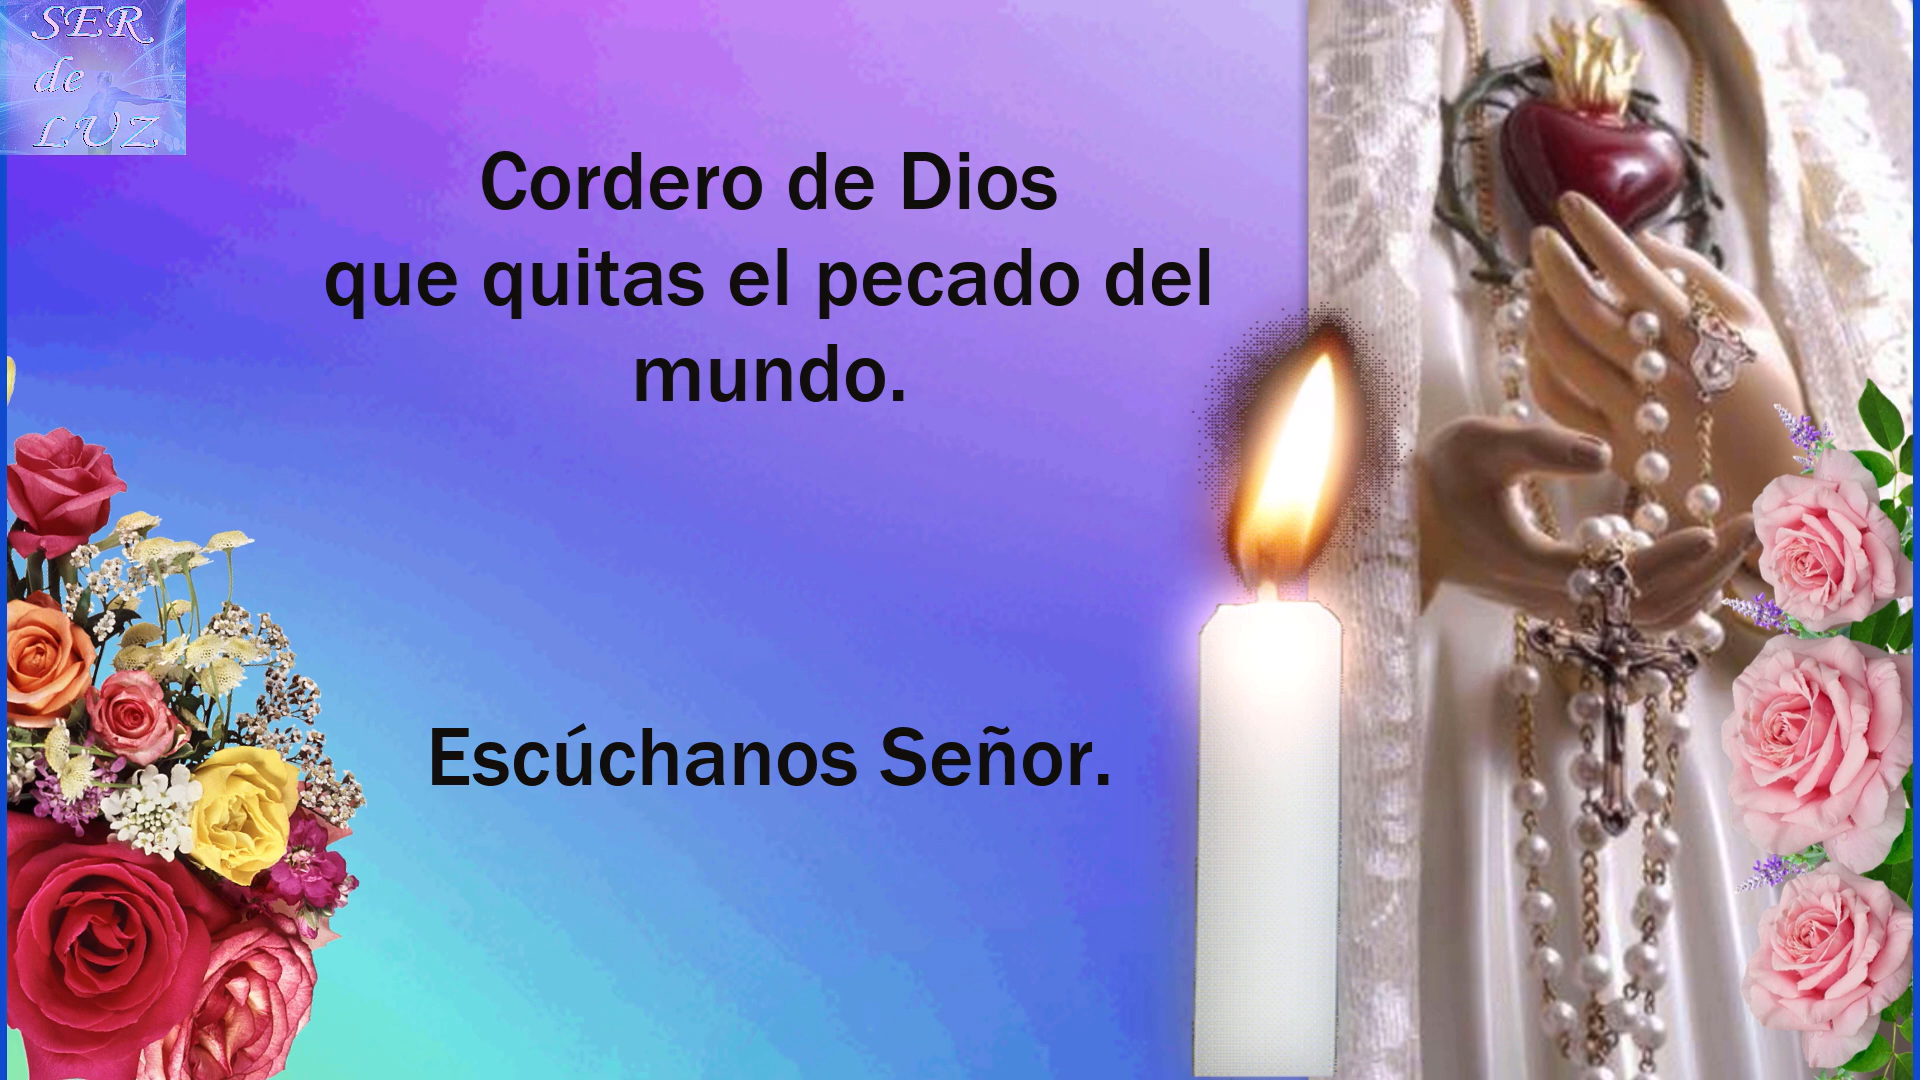 SER
de
LUZ
Cordero de Dios
que quitas el pecado del
mundo.
Escúchanos Señor.